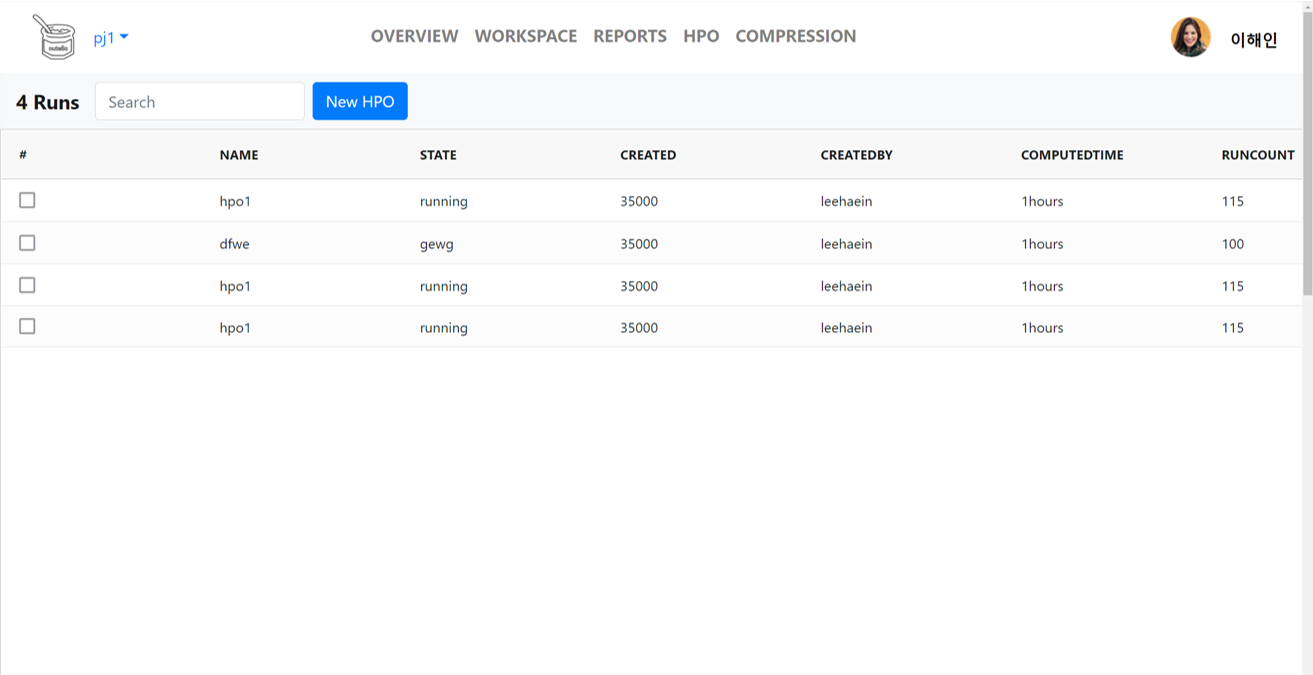 nutella
pj1 OVERVIEW WORKSPACE REPORTS HPO COMPRESSION 이해인
4 Runs Search New HPO
# NAME STATE CREATED CREATEDBY COMPUTEDTIME RUNCOUNT
hpo1 running 35000 leehaein 1hours 115
dfwe gewg 35000 leehaein 1hours 100
hpo1 running 35000 leehaein 1hours 115
hpo1 running 35000 leehaein 1hours 115